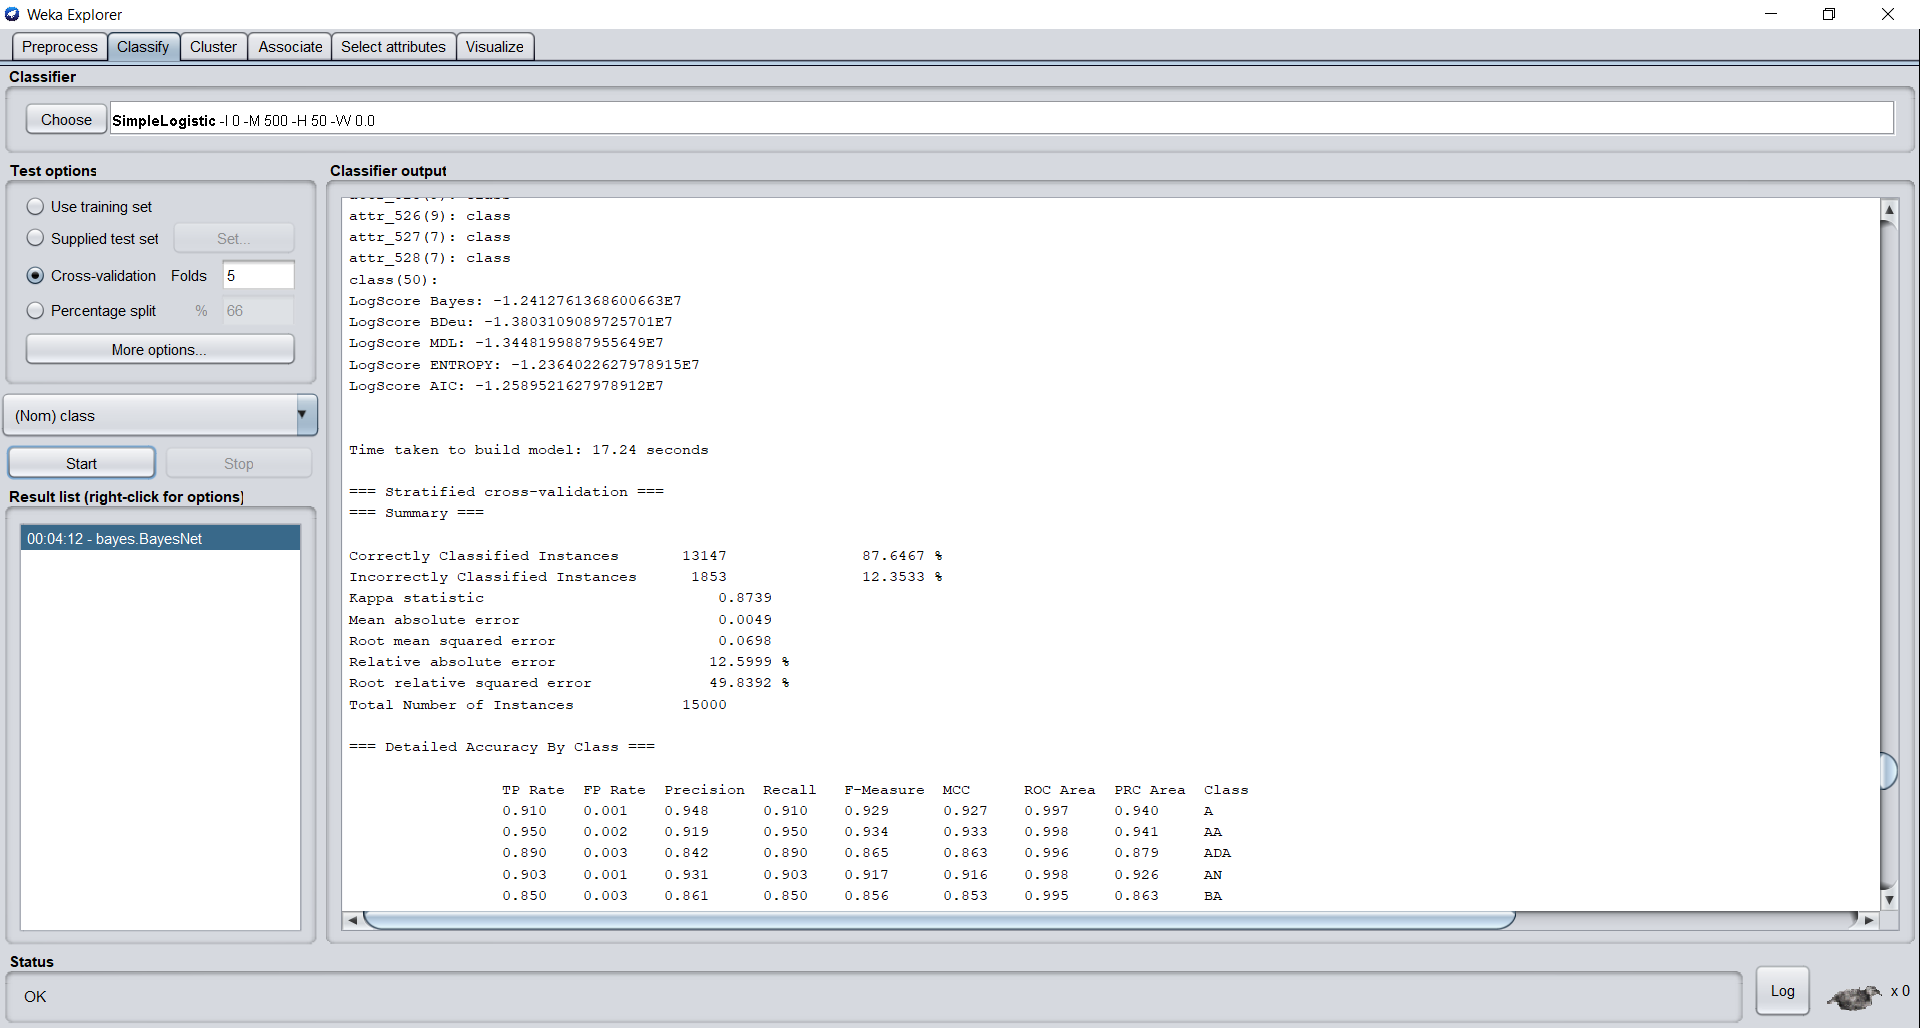 Weka Explorer
Preprocess Classify Cluster Associate Select attributes Visualize
Classifier
Choose SimpleLogistic -I 0 -M 500 -H 50 -W 0.0
Test options
Use training set
Supplied test set Set...
Cross-validation Folds 5
Percentage split % 66
More options...
(Nom) class
Start Stop
Result list (right-click for options)
00:04:12 - bayes.BayesNet
Classifier output
attr_526(9): class
attr_527(7): class
attr_528(7): class
class(50):
LogScore Bayes: -1.2412761368600663E7
LogScore BDeu: -1.3803109089725701E7
LogScore MDL: -1.3448199887955649E7
LogScore ENTROPY: -1.2364022627978915E7
LogScore AIC: -1.2589521627978912E7
Time taken to build model: 17.24 seconds
=== Stratified cross-validation ===
=== Summary ===
Correctly Classified Instances 13147 87.6467 %
Incorrectly Classified Instances 1853 12.3533 %
Kappa statistic 0.8739
Mean absolute error 0.0049
Root mean squared error 0.0698
Relative absolute error 12.5999 %
Root relative squared error 49.8392 %
Total Number of Instances 15000
=== Detailed Accuracy By Class ===
TP Rate FP Rate Precision Recall F-Measure MCC ROC Area PRC Area Class
0.910 0.001 0.948 0.910 0.929 0.927 0.997 0.940 A
0.950 0.002 0.919 0.950 0.934 0.933 0.998 0.941 AA
0.890 0.003 0.842 0.890 0.865 0.863 0.996 0.879 ADA
0.903 0.001 0.931 0.903 0.917 0.916 0.998 0.926 AN
0.850 0.003 0.861 0.850 0.856 0.853 0.995 0.863 BA
Status
OK
Log x 0